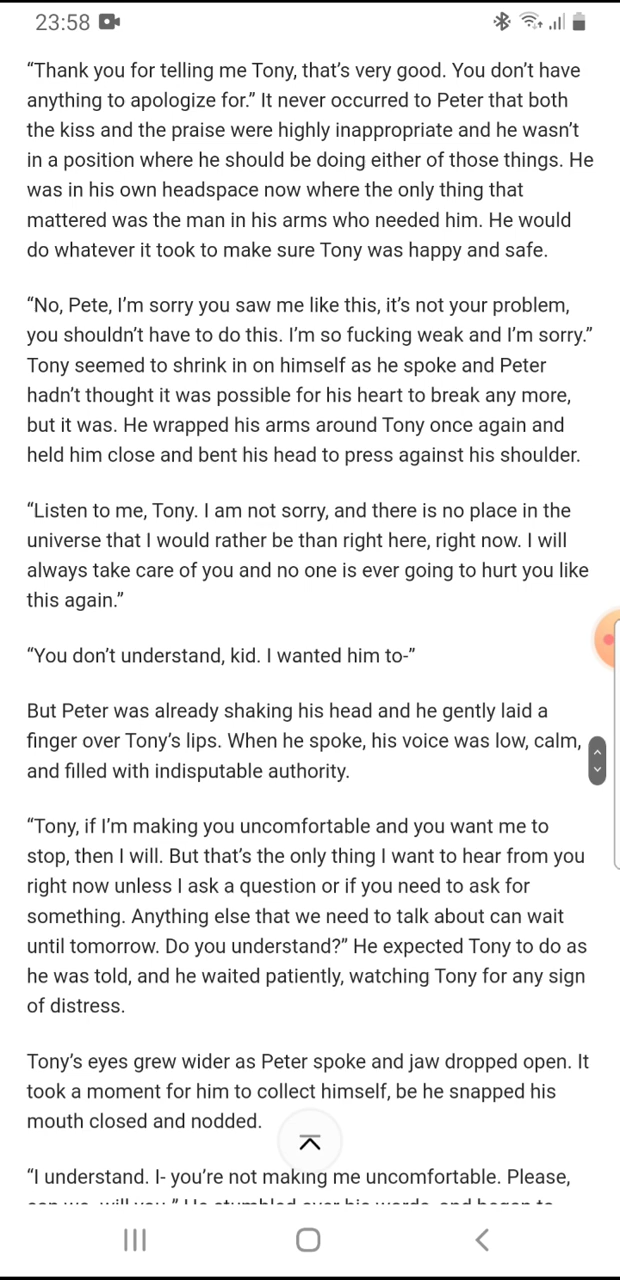 23:58
“Thank you for telling me Tony, that’s very good. You don’t have
anything to apologize for.” It never occurred to Peter that both
the kiss and the praise were highly inappropriate and he wasn’t
in a position where he should be doing either of those things. He
was in his own headspace now where the only thing that
mattered was the man in his arms who needed him. He would
do whatever it took to make sure Tony was happy and safe.
“No, Pete, I’m sorry you saw me like this, it’s not your problem,
you shouldn’t have to do this. I’m so fucking weak and I’m sorry.”
Tony seemed to shrink in on himself as he spoke and Peter
hadn’t thought it was possible for his heart to break any more,
but it was. He wrapped his arms around Tony once again and
held him close and bent his head to press against his shoulder.
“Listen to me, Tony. I am not sorry, and there is no place in the
universe that I would rather be than right here, right now. I will
always take care of you and no one is ever going to hurt you like
this again.”
“You don’t understand, kid. I wanted him to-”
But Peter was already shaking his head and he gently laid a
finger over Tony’s lips. When he spoke, his voice was low, calm,
and filled with indisputable authority.
“Tony, if I’m making you uncomfortable and you want me to
stop, then I will. But that’s the only thing I want to hear from you
right now unless I ask a question or if you need to ask for
something. Anything else that we need to talk about can wait
until tomorrow. Do you understand?” He expected Tony to do as
he was told, and he waited patiently, watching Tony for any sign
of distress.
Tony’s eyes grew wider as Peter spoke and jaw dropped open. It
took a moment for him to collect himself, be he snapped his
mouth closed and nodded.
“I understand. I- you’re not making me uncomfortable. Please,